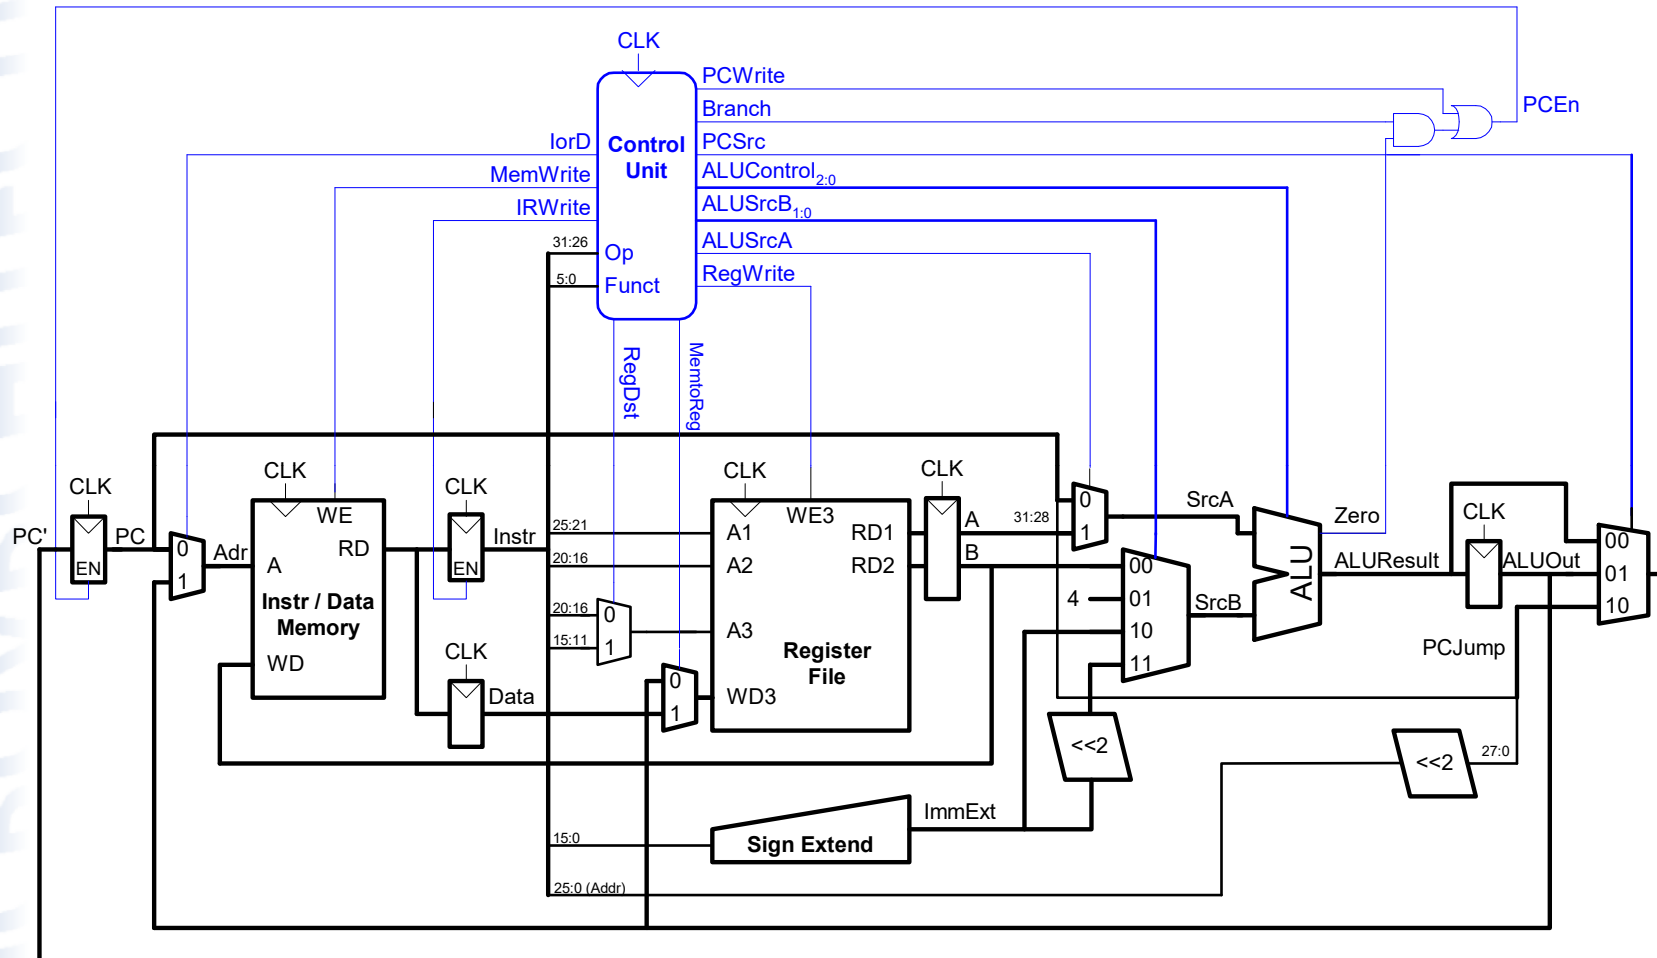 CLK
PCWrite
Branch
PCEn
IorD
Control
Unit
PCSrc
MemWrite
ALUControl2:0
IRWrite
ALUSrcB1:0
31:26
Op
ALUSrcA
5:0
Funct
RegWrite
RegDst
MemtoReg
CLK
CLK
CLK
CLK
CLK
PC'
PC
EN
0
1
Adr
WE
A
RD
Instr / Data
Memory
WD
EN
Instr
25:21
20:16
20:16
15:11
0
1
CLK
Data
0
1
WE3
A1
A2
A3
WD3
RD1
RD2
Register
File
A
B
31:28
0
1
SrcA
4
00
01
10
11
SrcB
ALU
Zero
ALUResult
CLK
ALUOut
00
01
10
PCJump
<<2
<<2
27:0
ImmExt
15:0
Sign Extend
25:0 (Addr)